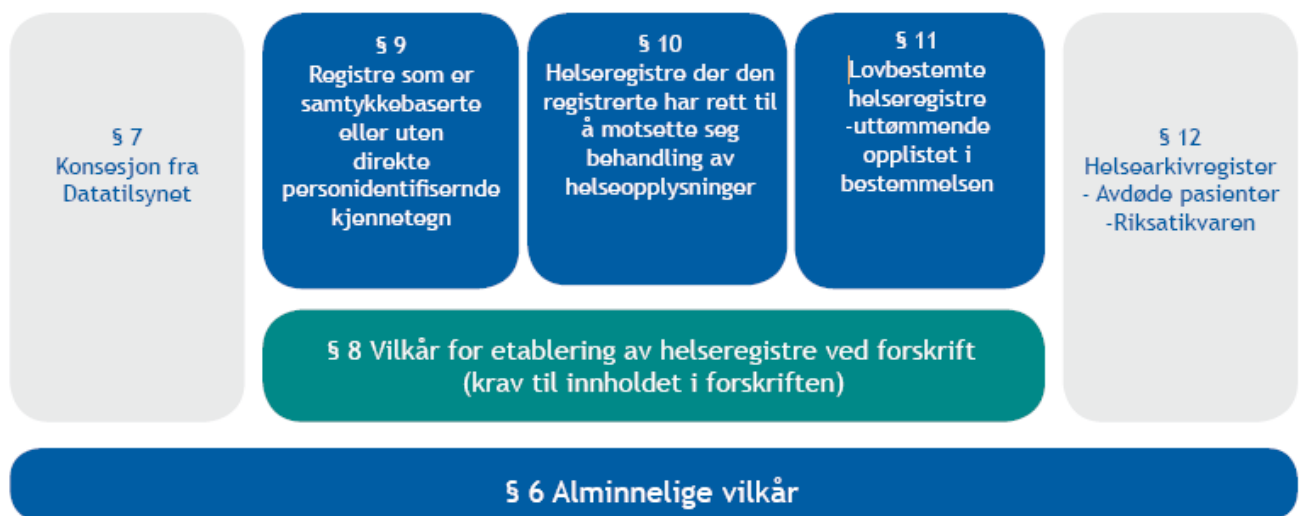 § 7
Konsesjon fra
Datatilsynet
§ 9
Registre som er
samtykkebaserte
eller uten
direkte
personidentifisernde
kjennetegn
§ 10
Helseregistre der den
registrerte har rett til
å motsette seg
behandling av
helseopplysninger
§ 11
Lovbestemte
helseregistre
-uttømmende
opplistet i
bestemmelsen
§ 12
Helsearkivregister
- Avdøde pasienter
-Riksatikvaren
§ 8 Vilkår for etablering av helseregistre ved forskrift
(krav til innholdet i forskriften)
§ 6 Alminnelige vilkår